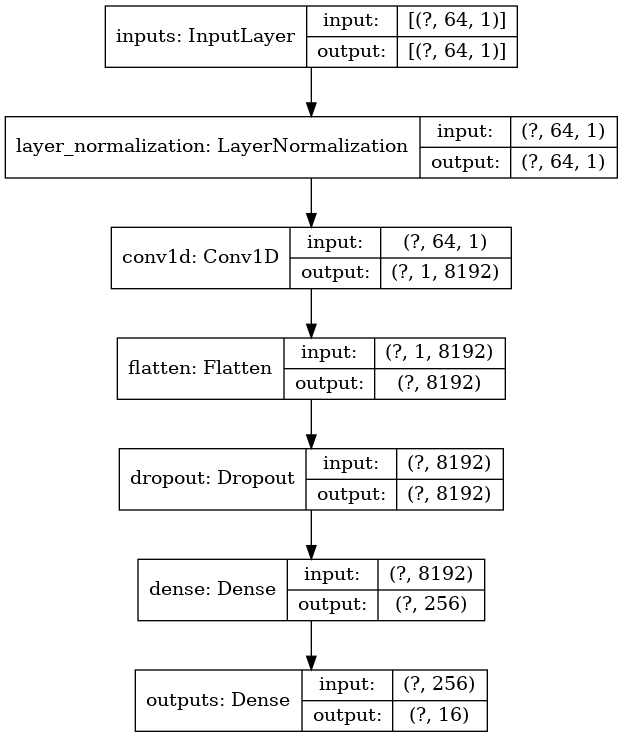 inputs: InputLayer
input: [(?, 64, 1)]
output: [(?, 64, 1)]
layer_normalization: LayerNormalization
input: (?, 64, 1)
output: (?, 64, 1)
conv1d: Conv1D
input: (?, 64, 1)
output: (?, 1, 8192)
flatten: Flatten
input: (?, 1, 8192)
output: (?, 8192)
dropout: Dropout
input: (?, 8192)
output: (?, 8192)
dense: Dense
input: (?, 8192)
output: (?, 256)
outputs: Dense
input: (?, 256)
output: (?, 16)